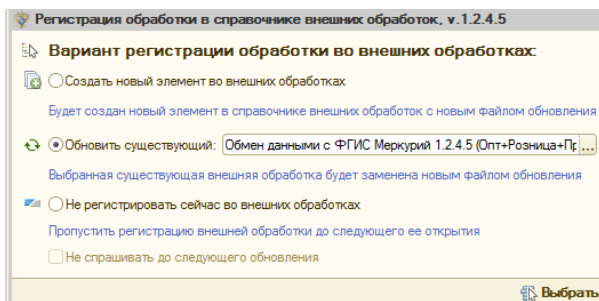 Регистрация обработки в справочнике внешних обработок, v.1.2.4.5
Вариант регистрации обработки во внешних обработках:
Создать новый элемент во внешних обработках
Будет создан новый элемент в справочнике внешних обработок с новым файлом обновления
Обновить существующий: Обмен данными с ФГИС Меркурий 1.2.4.5 (Опт+Розница+Пр ...
Выбранная существующая внешняя обработка будет заменена новым файлом обновления
Не регистрировать сейчас во внешних обработках
Пропустить регистрацию внешней обработки до следующего ее открытия
Не спрашивать до следующего обновления
Выбрать